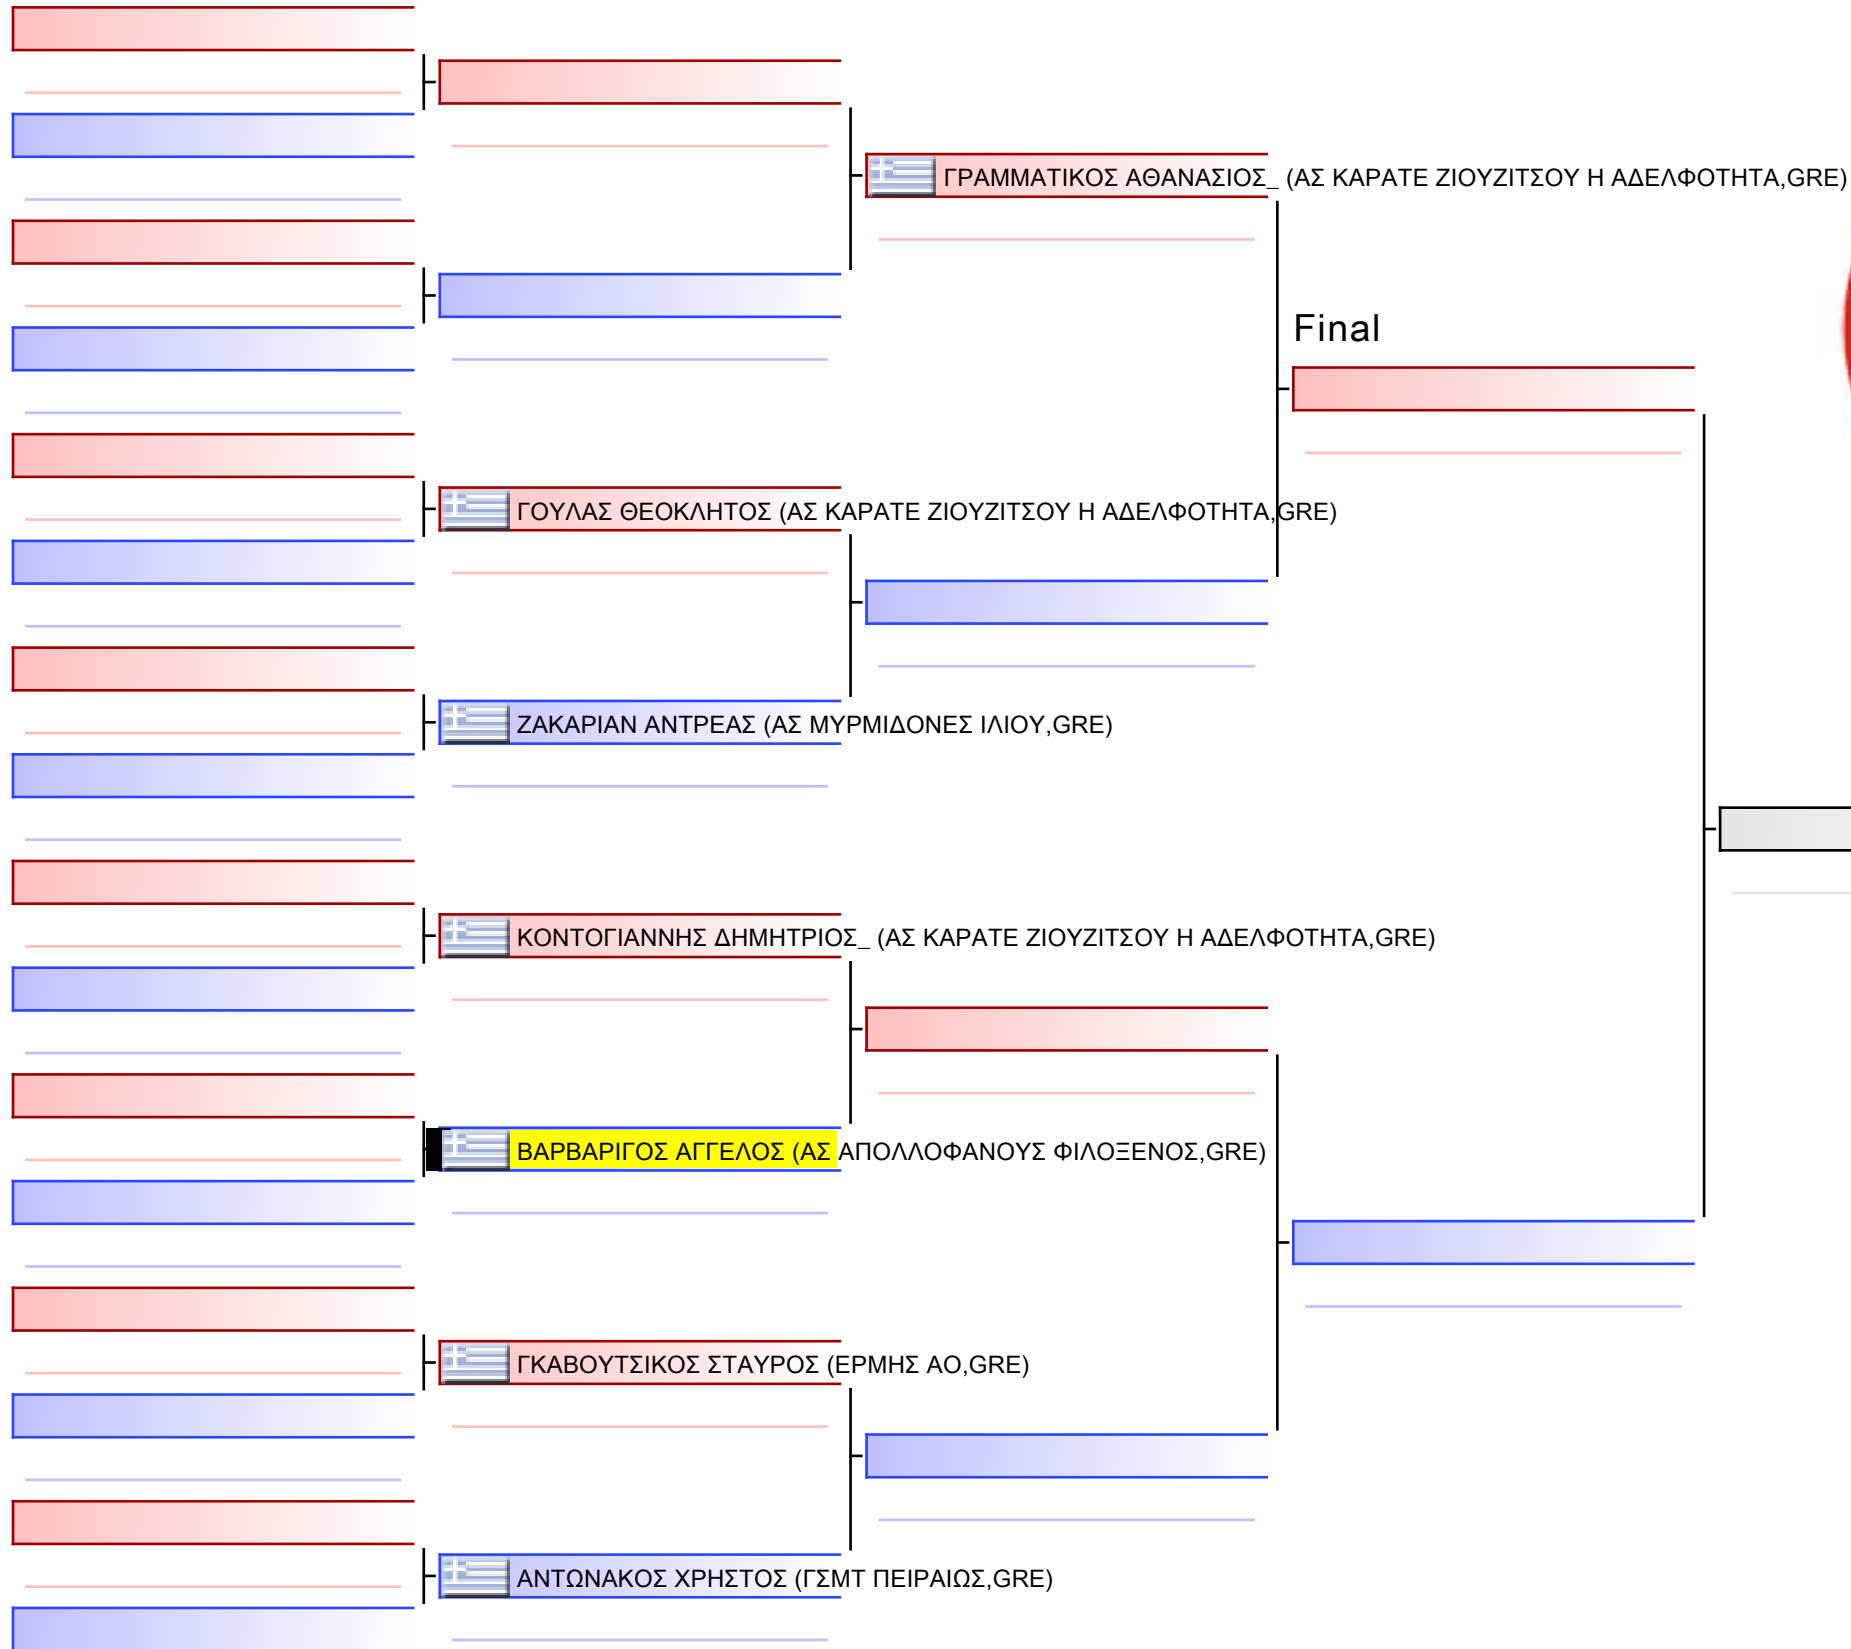 ΓΡΑΜΜΑΤΙΚΟΣ ΑΘΑΝΑΣΙΟΣ_ (ΑΣ ΚΑΡΑΤΕ ΖΙΟΥΖΙΤΣΟΥ Η ΑΔΕΛΦΟΤΗΤΑ,GRE)
Final
ΓΟΥΛΑΣ ΘΕΟΚΛΗΤΟΣ (ΑΣ ΚΑΡΑΤΕ ΖΙΟΥΖΙΤΣΟΥ Η ΑΔΕΛΦΟΤΗΤΑ,GRE)
ΖΑΚΑΡΙΑΝ ΑΝΤΡΕΑΣ (ΑΣ ΜΥΡΜΙΔΟΝΕΣ ΙΛΙΟΥ,GRE)
ΚΟΝΤΟΓΙΑΝΝΗΣ ΔΗΜΗΤΡΙΟΣ_ (ΑΣ ΚΑΡΑΤΕ ΖΙΟΥΖΙΤΣΟΥ Η ΑΔΕΛΦΟΤΗΤΑ,GRE)
ΒΑΡΒΑΡΙΓΟΣ ΑΓΓΕΛΟΣ (ΑΣ ΑΠΟΛΛΟΦΑΝΟΥΣ ΦΙΛΟΞΕΝΟΣ,GRE)
ΓΚΑΒΟΥΤΣΙΚΟΣ ΣΤΑΥΡΟΣ (ΕΡΜΗΣ ΑΟ,GRE)
ΑΝΤΩΝΑΚΟΣ ΧΡΗΣΤΟΣ (ΓΣΜΤ ΠΕΙΡΑΙΩΣ,GRE)